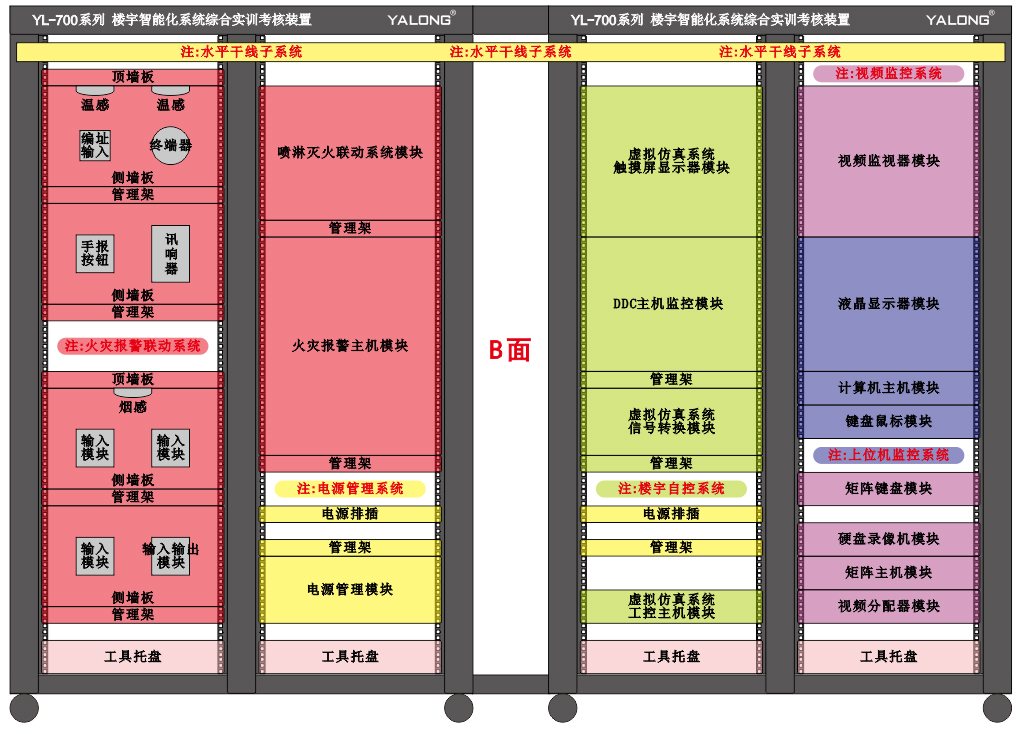 YL-700系列 楼宇智能化系统综合实训考核装置
YALONG®
YL-700系列 楼宇智能化系统综合实训考核装置
YALONG®
注:水平干线子系统
注:水平干线子系统
注:水平干线子系统
顶墙板
温感
温感
编址
输入
终端器
侧墙板
管理架
手报
按钮
讯
响
器
侧墙板
管理架
注:火灾报警联动系统
顶墙板
烟感
输入
模块
输入
模块
侧墙板
管理架
输入
模块
输入输出
模块
侧墙板
管理架
工具托盘
喷淋灭火联动系统模块
管理架
火灾报警主机模块
管理架
注:电源管理系统
电源排插
管理架
电源管理模块
工具托盘
B面
虚拟仿真系统
触摸屏显示器模块
DDC主机监控模块
管理架
虚拟仿真系统
信号转换模块
管理架
注:楼宇自控系统
电源排插
管理架
虚拟仿真系统
工控主机模块
工具托盘
注:视频监控系统
视频监视器模块
液晶显示器模块
计算机主机模块
键盘鼠标模块
注:上位机监控系统
矩阵键盘模块
硬盘录像机模块
矩阵主机模块
视频分配器模块
工具托盘